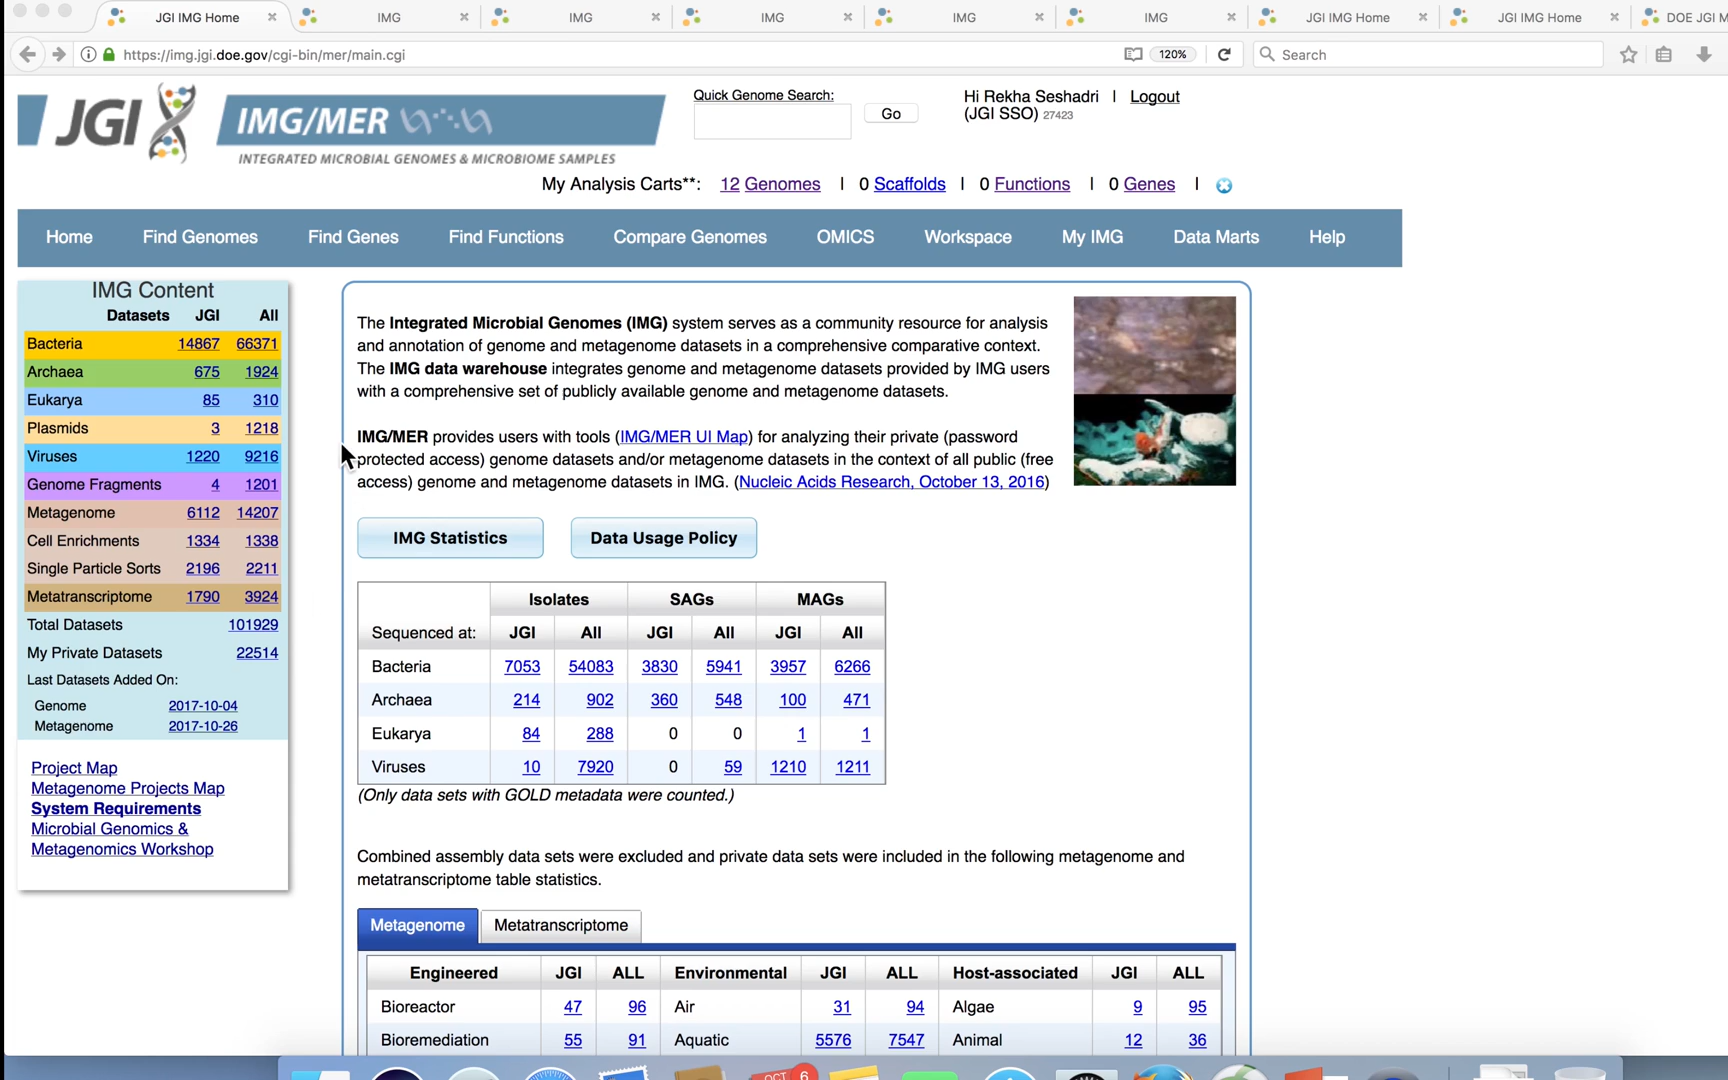 JGI IMG Home
IMG
IMG
IMG
IMG
IMG
JGI IMG Home
JGI IMG Home
DOE JGI M
https://img.jgi.doe.gov/cgi-bin/mer/main.cgi
120%
Search
JGI
IMG/MER
INTEGRATED MICROBIAL GENOMES & MICROBIOME SAMPLES
Quick Genome Search:
Go
Hi Rekha Seshadri | Logout
(JGI SSO) 27423
My Analysis Carts**: 12 Genomes | 0 Scaffolds | 0 Functions | 0 Genes |
Home Find Genomes Find Genes Find Functions Compare Genomes OMICS Workspace My IMG Data Marts Help
IMG Content
Datasets JGI All
Bacteria 14867 66371
Archaea 675 1924
Eukarya 85 310
Plasmids 3 1218
Viruses 1220 9216
Genome Fragments 4 1201
Metagenome 6112 14207
Cell Enrichments 1334 1338
Single Particle Sorts 2196 2211
Metatranscriptome 1790 3924
Total Datasets 101929
My Private Datasets 22514
Last Datasets Added On:
Genome 2017-10-04
Metagenome 2017-10-26
Project Map
Metagenome Projects Map
System Requirements
Microbial Genomics &
Metagenomics Workshop
The Integrated Microbial Genomes (IMG) system serves as a community resource for analysis
and annotation of genome and metagenome datasets in a comprehensive comparative context.
The IMG data warehouse integrates genome and metagenome datasets provided by IMG users
with a comprehensive set of publicly available genome and metagenome datasets.
IMG/MER provides users with tools (IMG/MER UI Map) for analyzing their private (password
protected access) genome datasets and/or metagenome datasets in the context of all public (free
access) genome and metagenome datasets in IMG. (Nucleic Acids Research, October 13, 2016)
IMG Statistics
Data Usage Policy
Isolates SAGs MAGs
Sequenced at: JGI All JGI All JGI All
Bacteria 7053 54083 3830 5941 3957 6266
Archaea 214 902 360 548 100 471
Eukarya 84 288 0 0 1 1
Viruses 10 7920 0 59 1210 1211
(Only data sets with GOLD metadata were counted.)
Combined assembly data sets were excluded and private data sets were included in the following metagenome and
metatranscriptome table statistics.
Metagenome Metatranscriptome
Engineered JGI ALL Environmental JGI ALL Host-associated JGI ALL
Bioreactor 47 96 Air 31 94 Algae 9 95
Bioremediation 55 91 Aquatic 5576 7547 Animal 12 36
OCT 6